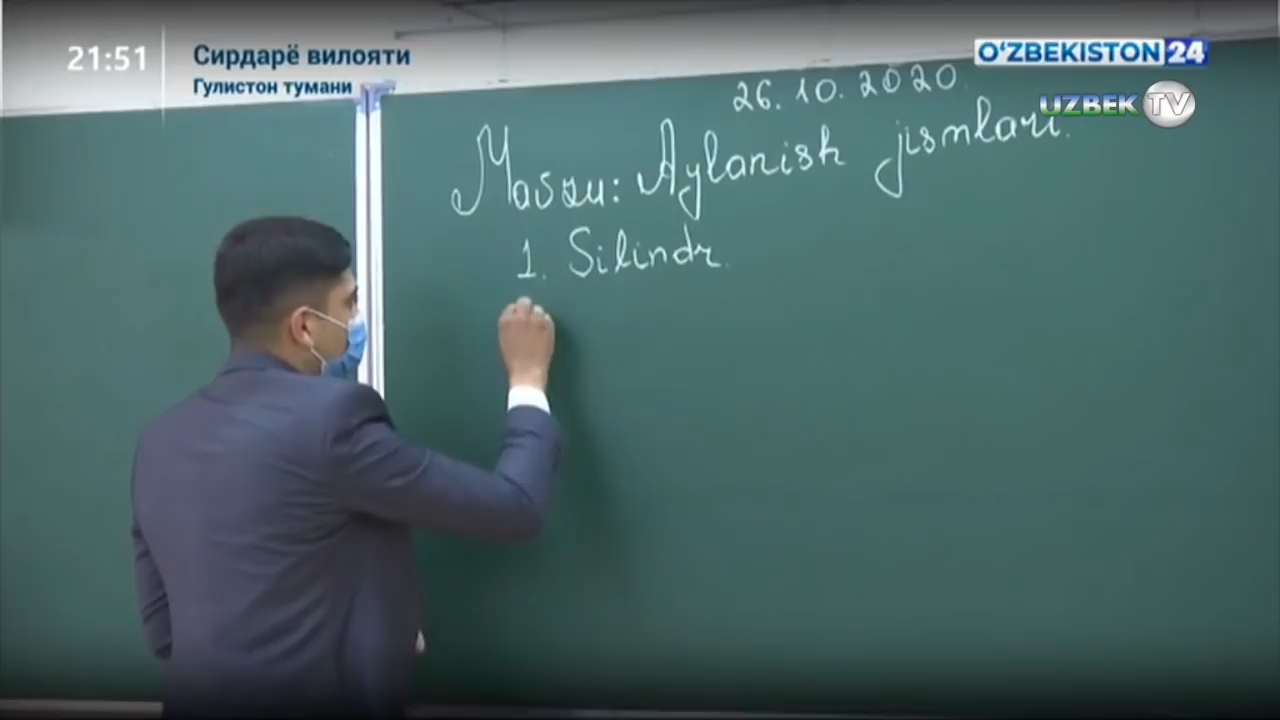 21:51
Сирдарё вилояти
Гулистон тумани
O‘ZBEKISTON 24
UZBEK TV
26.10.2020.
Mavzu: Aylanish jismlari.
1. Silindr.